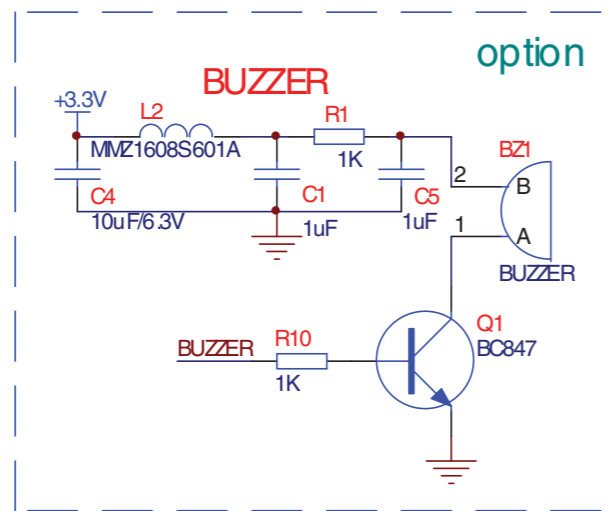 option
BUZZER
+3.3V
L2
R1
MMZ1608S601A
1K
BZ1
C4
C1
C5
2
B
10uF/6.3V
1uF
1uF
1
A
BUZZER
Q1
BUZZER
R10
BC847
1K